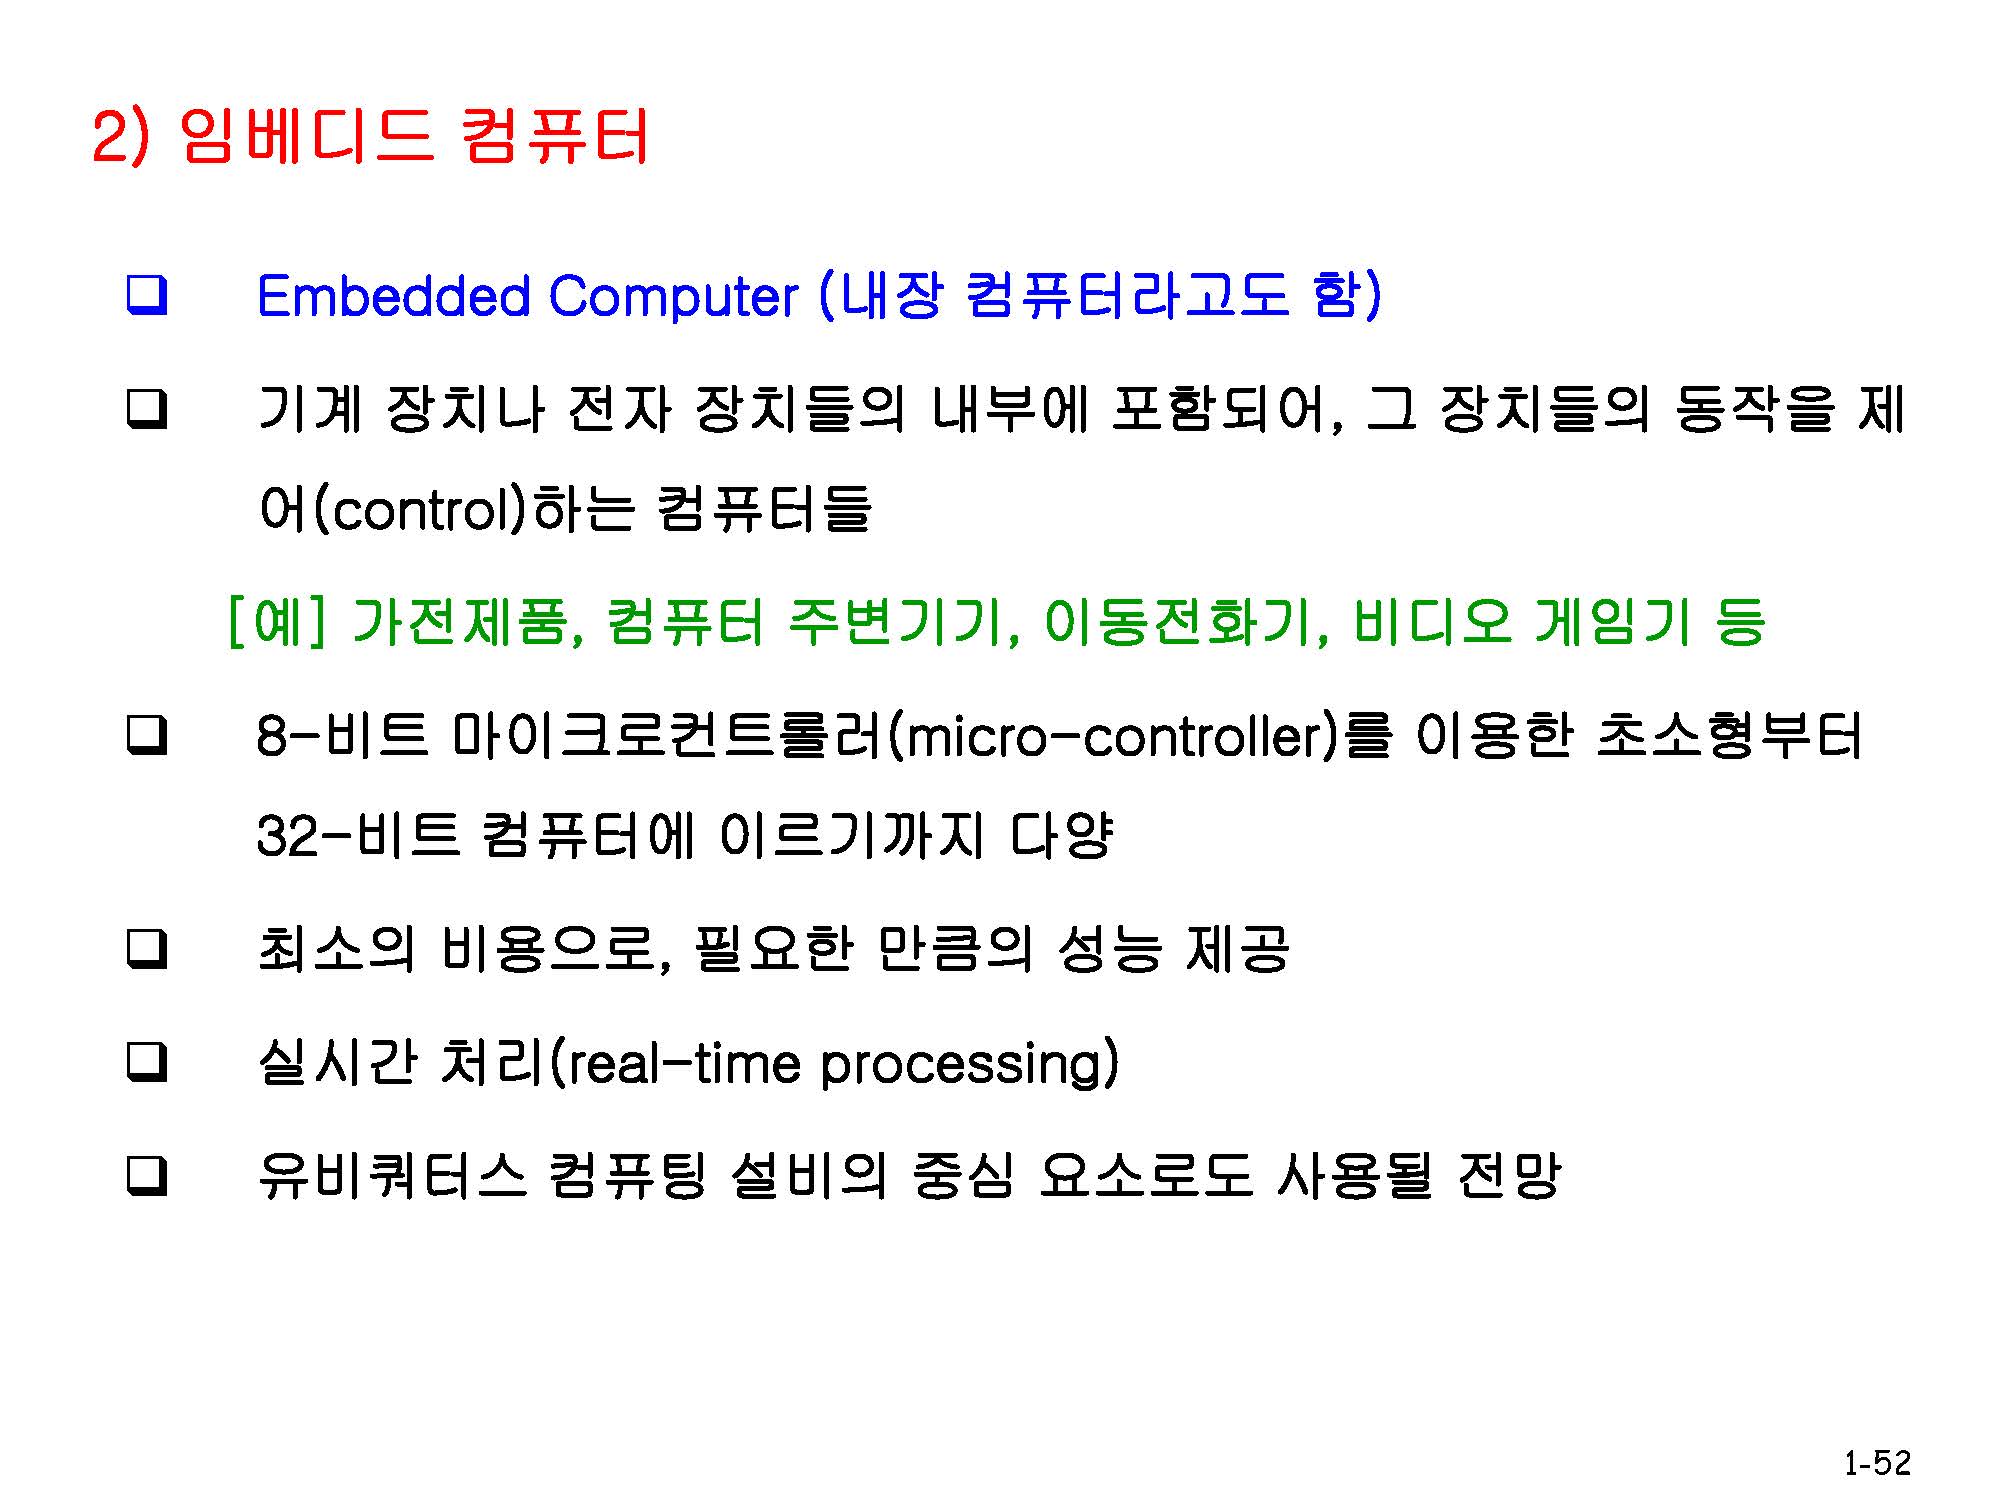 2) 임베디드 컴퓨터
❑ Embedded Computer (내장 컴퓨터라고도 함)
❑ 기계 장치나 전자 장치들의 내부에 포함되어, 그 장치들의 동작을 제
어(control)하는 컴퓨터들
[예] 가전제품, 컴퓨터 주변기기, 이동전화기, 비디오 게임기 등
❑ 8-비트 마이크로컨트롤러(micro-controller)를 이용한 초소형부터
32-비트 컴퓨터에 이르기까지 다양
❑ 최소의 비용으로, 필요한 만큼의 성능 제공
❑ 실시간 처리(real-time processing)
❑ 유비쿼터스 컴퓨팅 설비의 중심 요소로도 사용될 전망
1-52